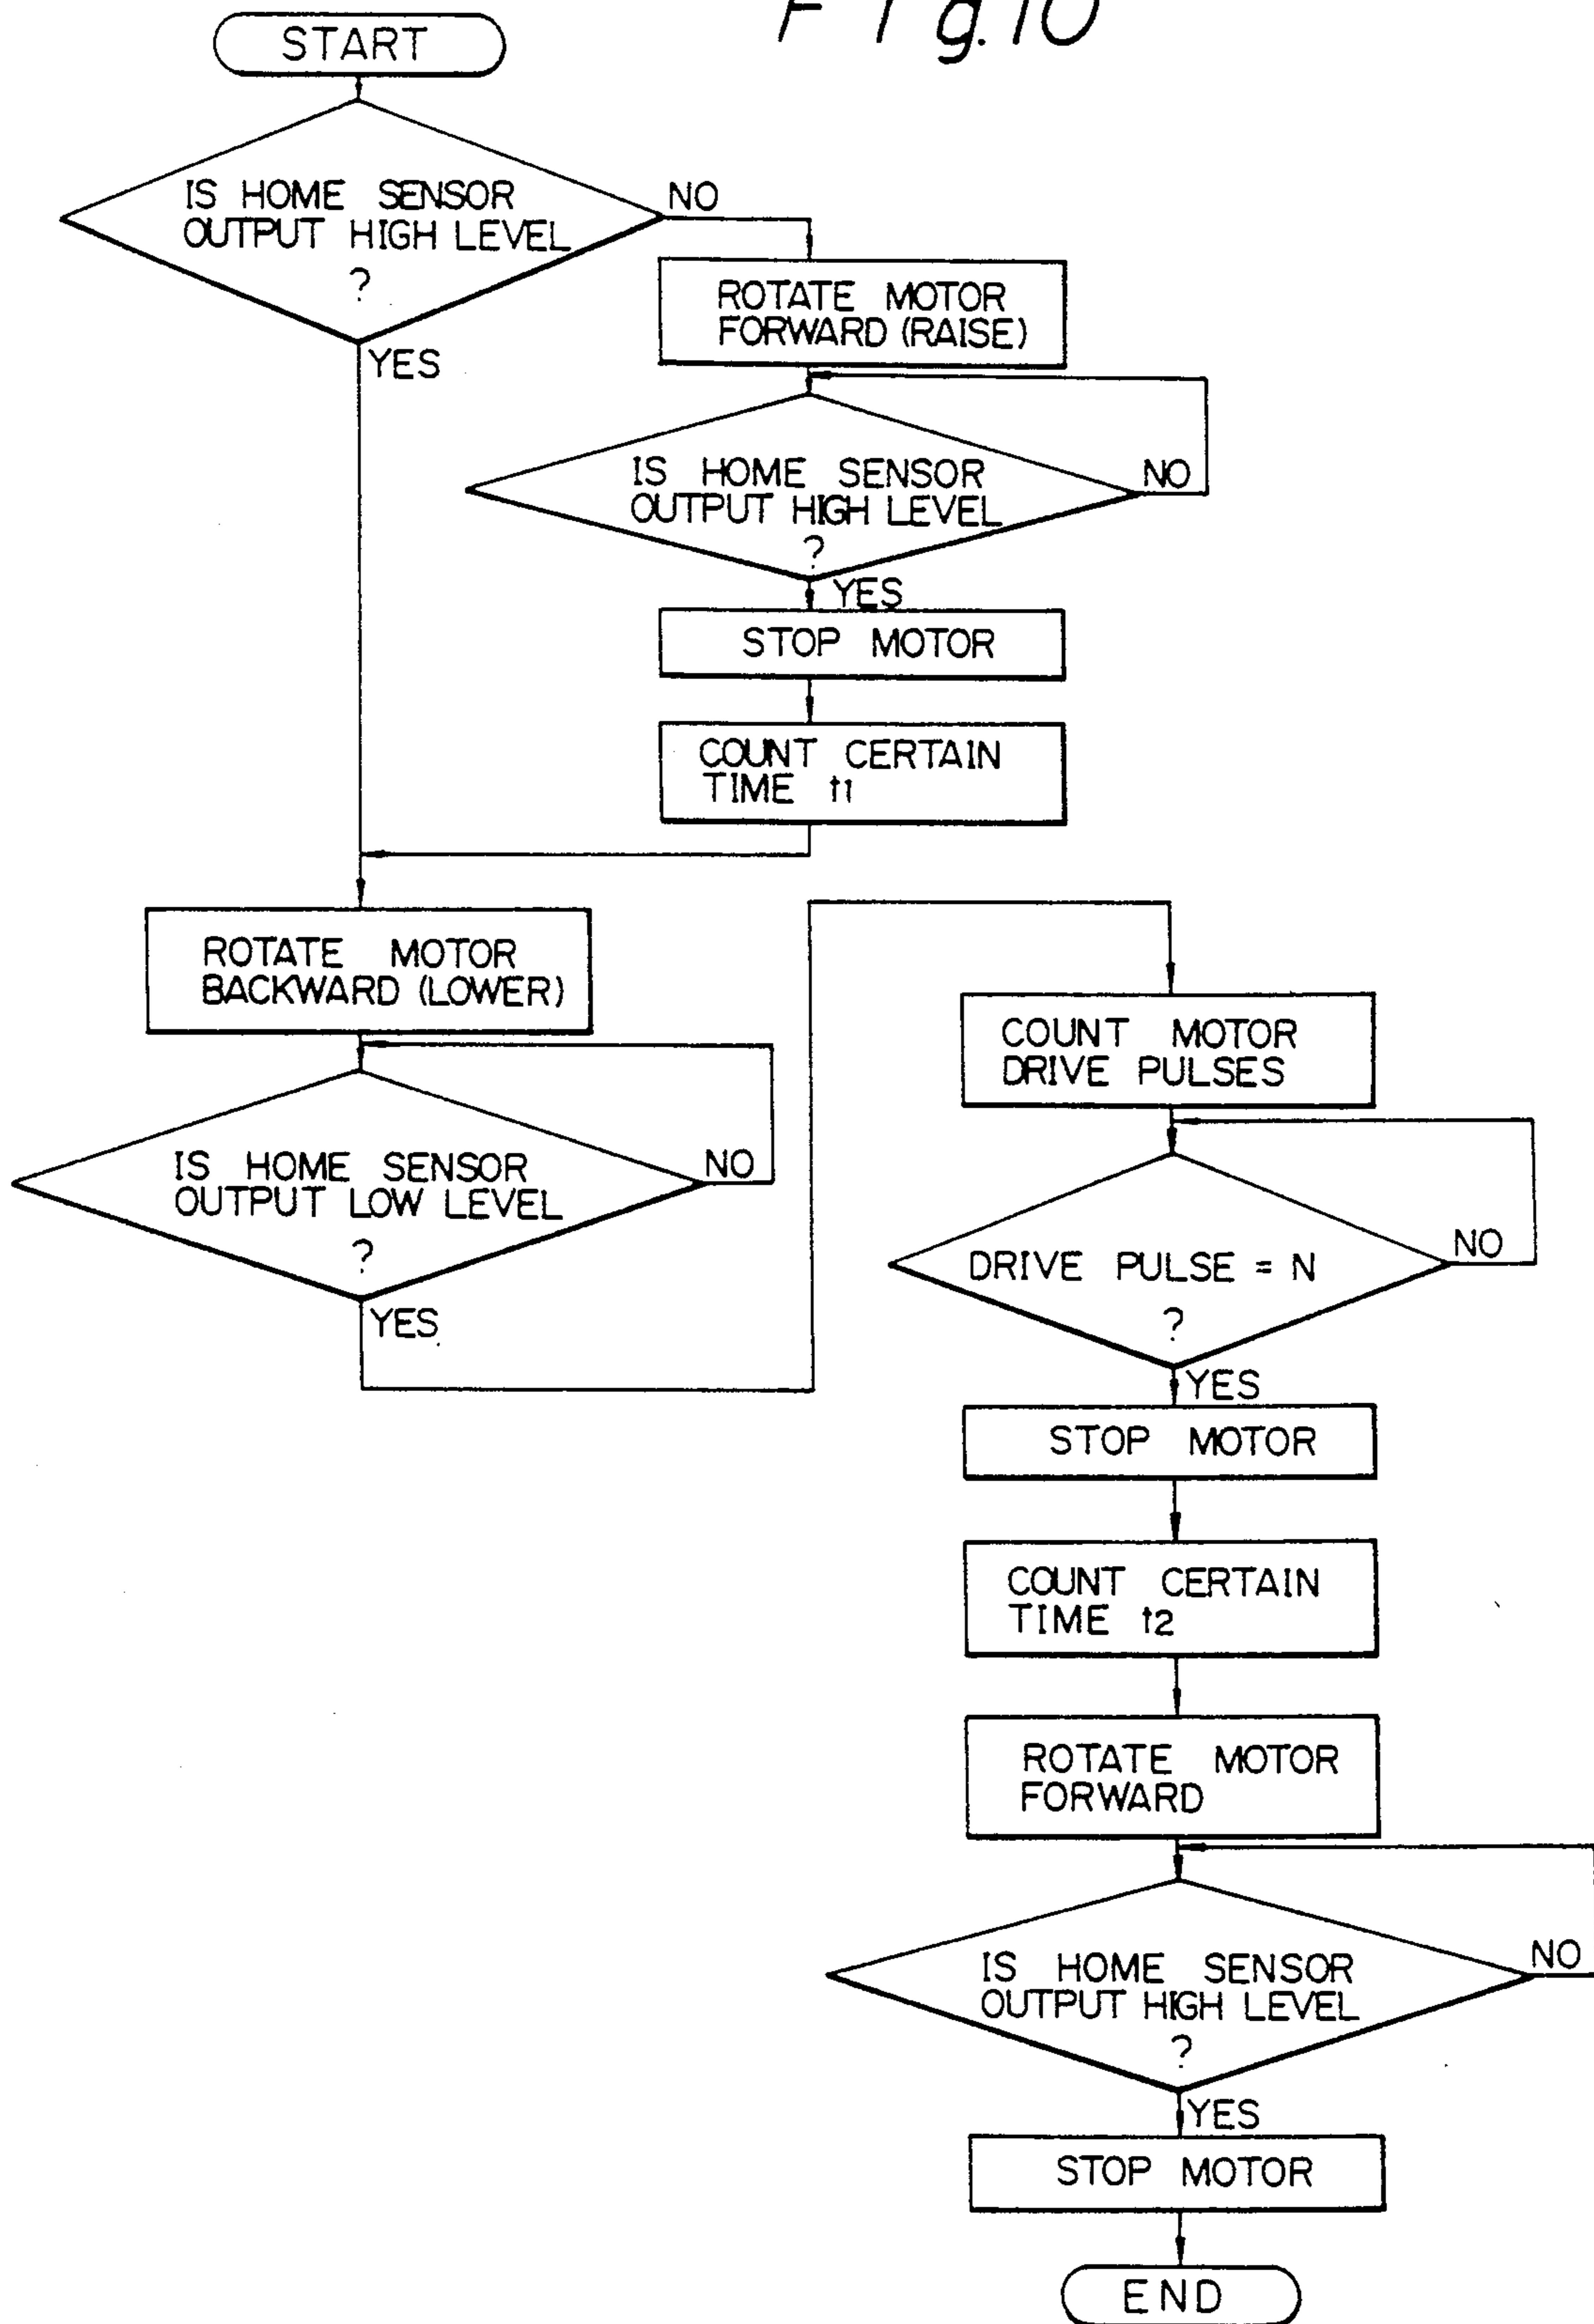 Fig.10
START
IS HOME SENSOR
OUTPUT HIGH LEVEL
?
NO
YES
ROTATE MOTOR
FORWARD (RAISE)
IS HOME SENSOR
OUTPUT HIGH LEVEL
?
NO
YES
STOP MOTOR
COUNT CERTAIN
TIME t1
ROTATE MOTOR
BACKWARD (LOWER)
IS HOME SENSOR
OUTPUT LOW LEVEL
?
NO
YES
COUNT MOTOR
DRIVE PULSES
DRIVE PULSE = N
?
NO
YES
STOP MOTOR
COUNT CERTAIN
TIME t2
ROTATE MOTOR
FORWARD
IS HOME SENSOR
OUTPUT HIGH LEVEL
?
NO
YES
STOP MOTOR
END